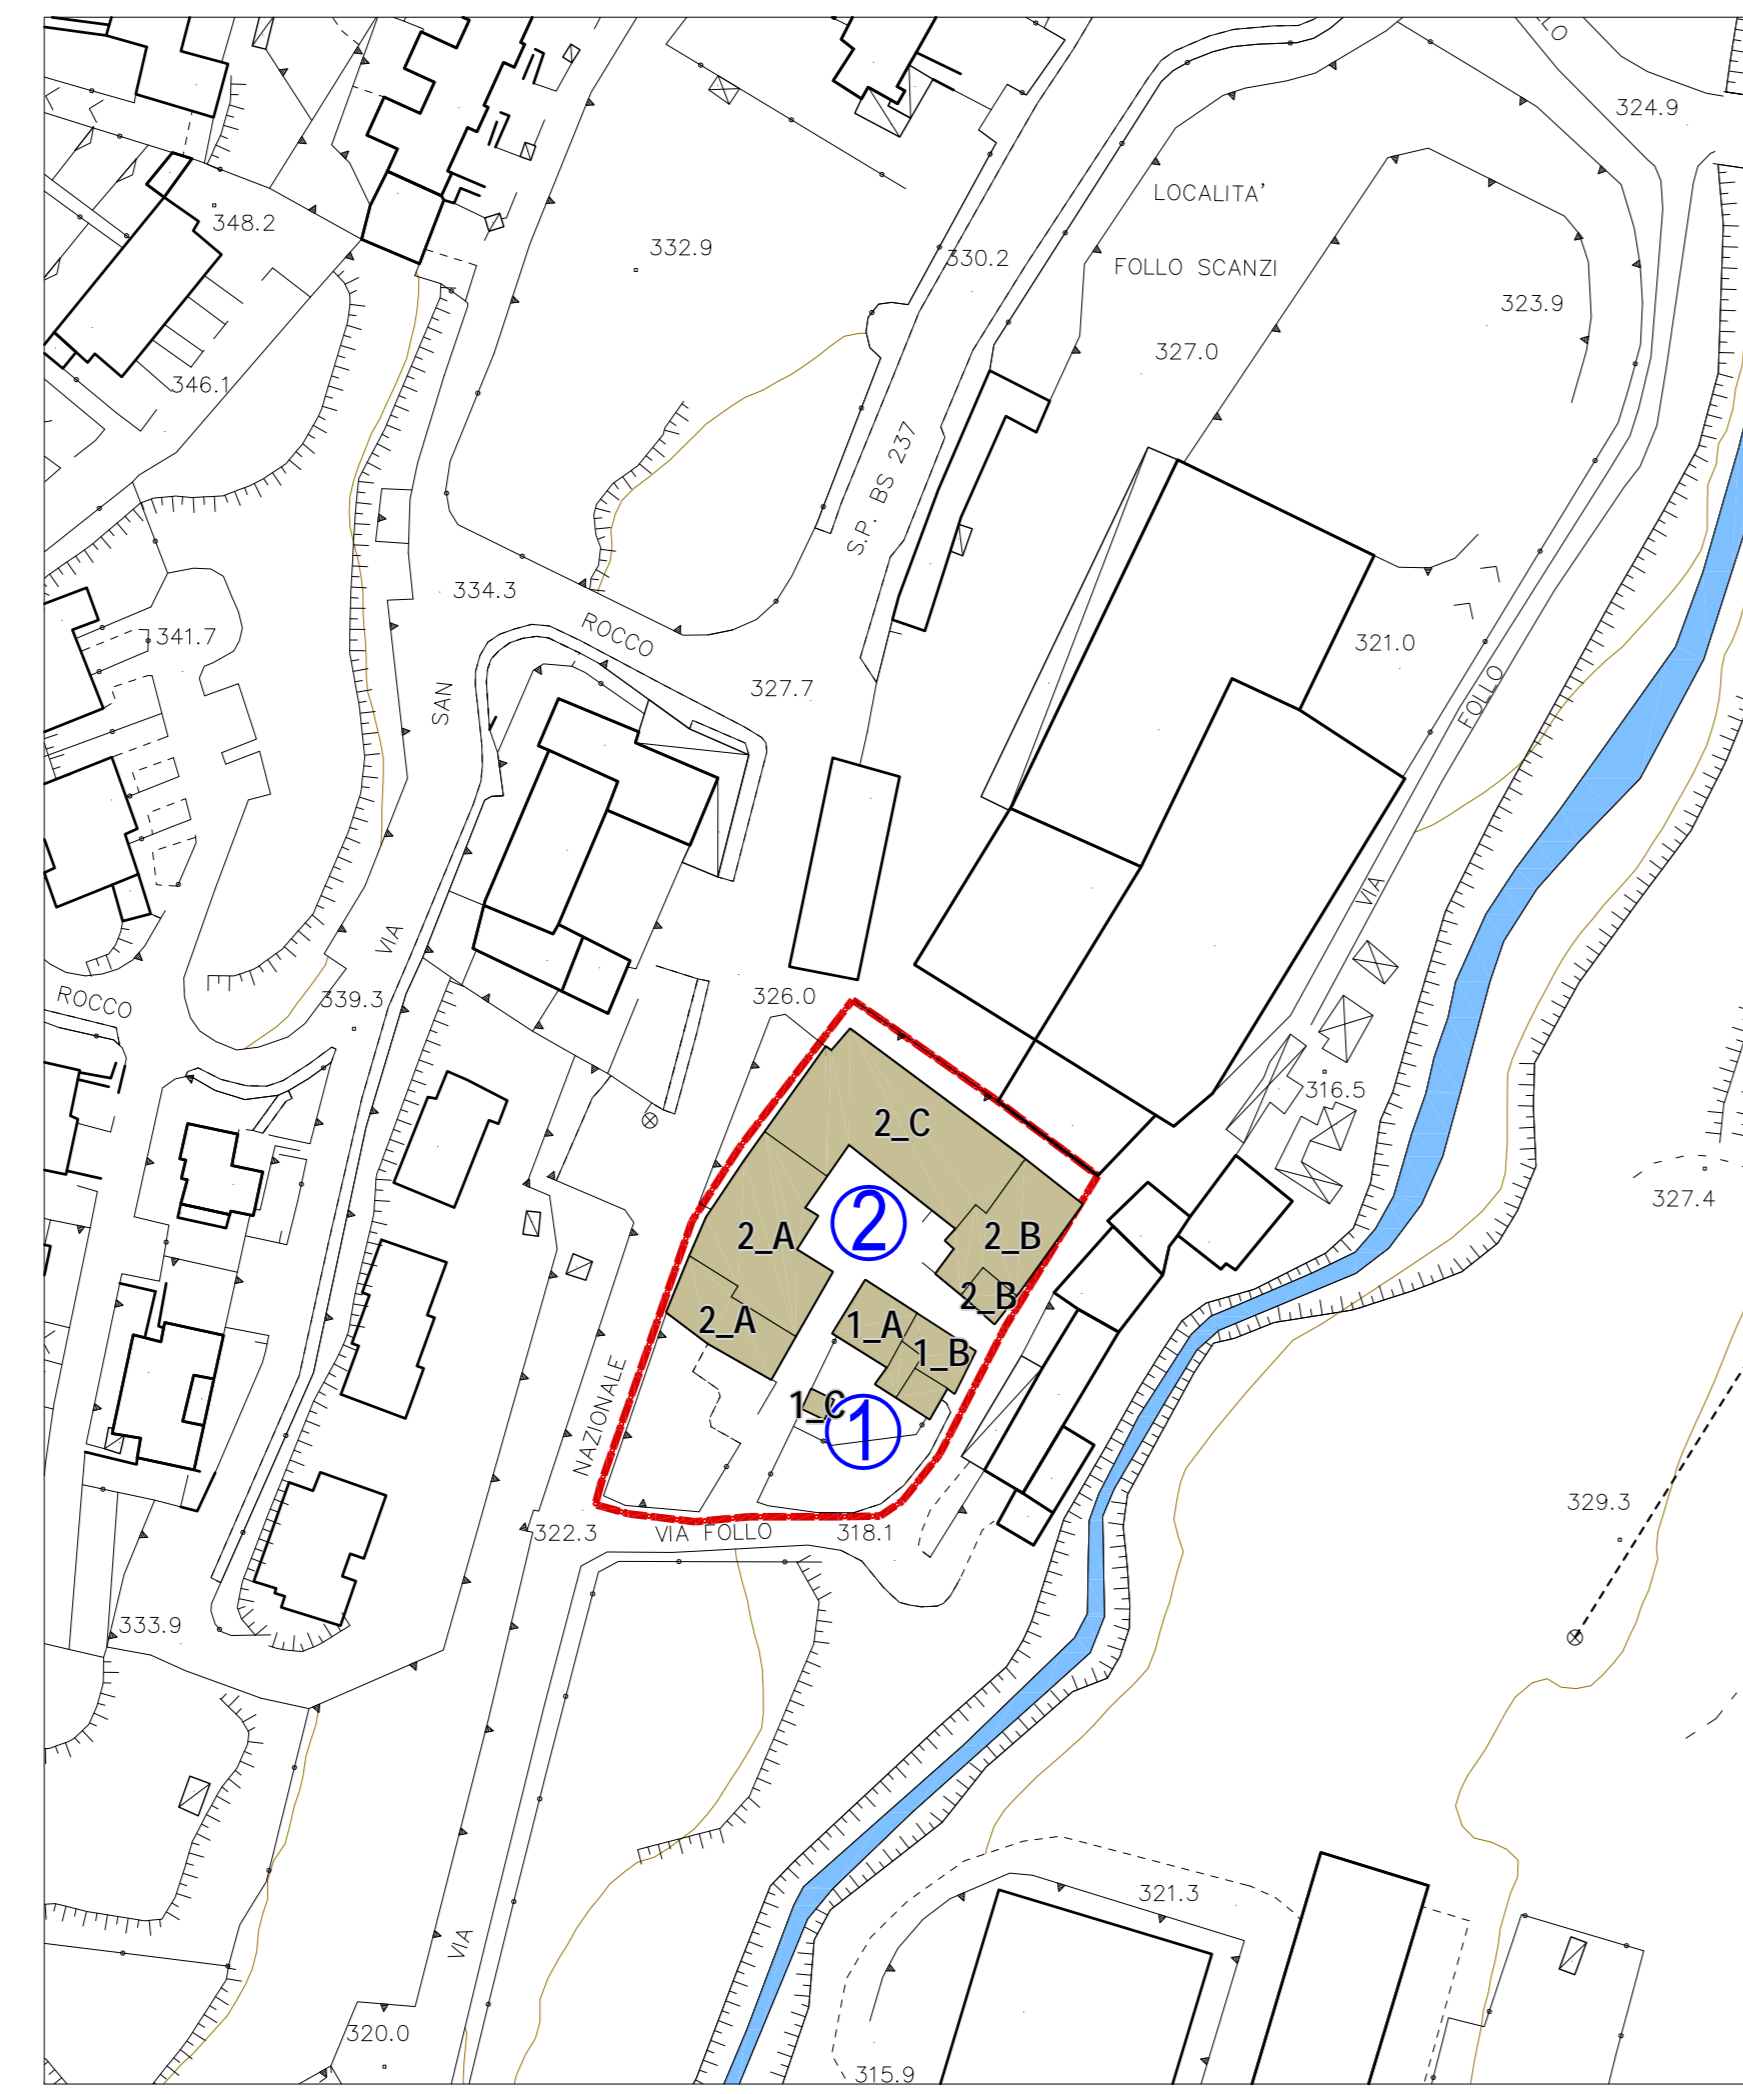 LO
324.9
LOCALITA'
348.2
332.9
330.2
FOLLO SCANZI
323.9
327.0
346.1
S.P. BS 237
334.3
ROCCO
341.7
321.0
327.7
SAN
FOLLO
VIA
VIA
326.0
ROCCO
339.3
316.5
2_C
327.4
2
2_A
2_B
2_B
2_A
1_A
1_B
1_C
1
NAZIONALE
329.3
322.3
VIA FOLLO
318.1
333.9
321.3
VIA
320.0
315.9